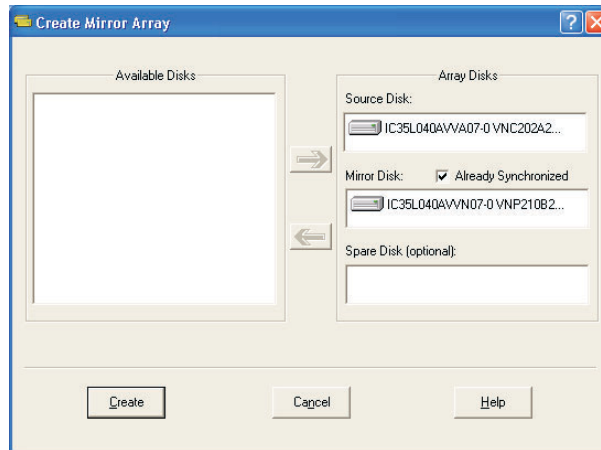 Create Mirror Array
Available Disks
Array Disks
Source Disk:
IC35L040AVVA07-0 VNC202A2...
Mirror Disk:
Already Synchronized
IC35L040AVVN07-0 VNP210B2...
Spare Disk (optional):
Create
Cancel
Help